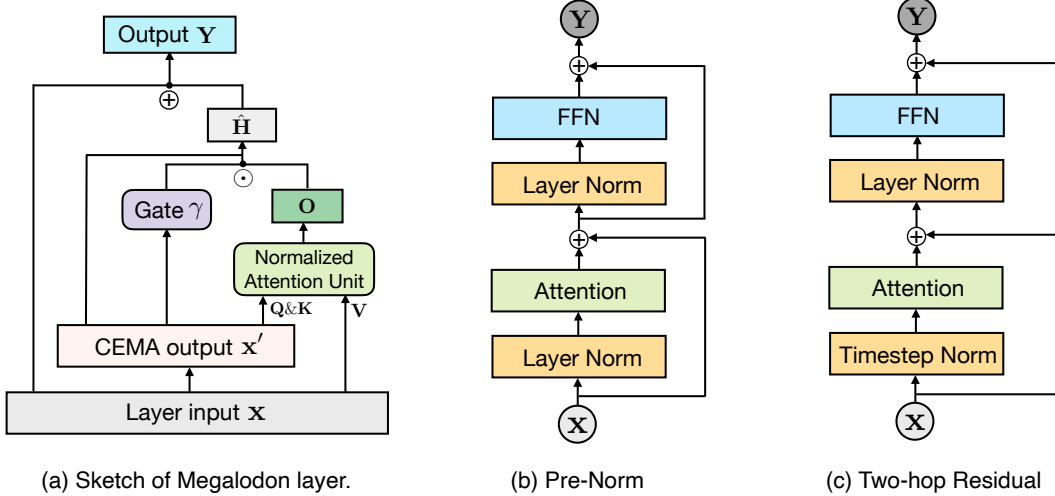 Output Y
Ĥ
Gate γ
O
Normalized
Attention Unit
Q&K
V
CEMA output x′
Layer input X
(a) Sketch of Megalodon layer.
Y
FFN
Layer Norm
Attention
Layer Norm
X
(b) Pre-Norm
Y
FFN
Layer Norm
Attention
Timestep Norm
X
(c) Two-hop Residual